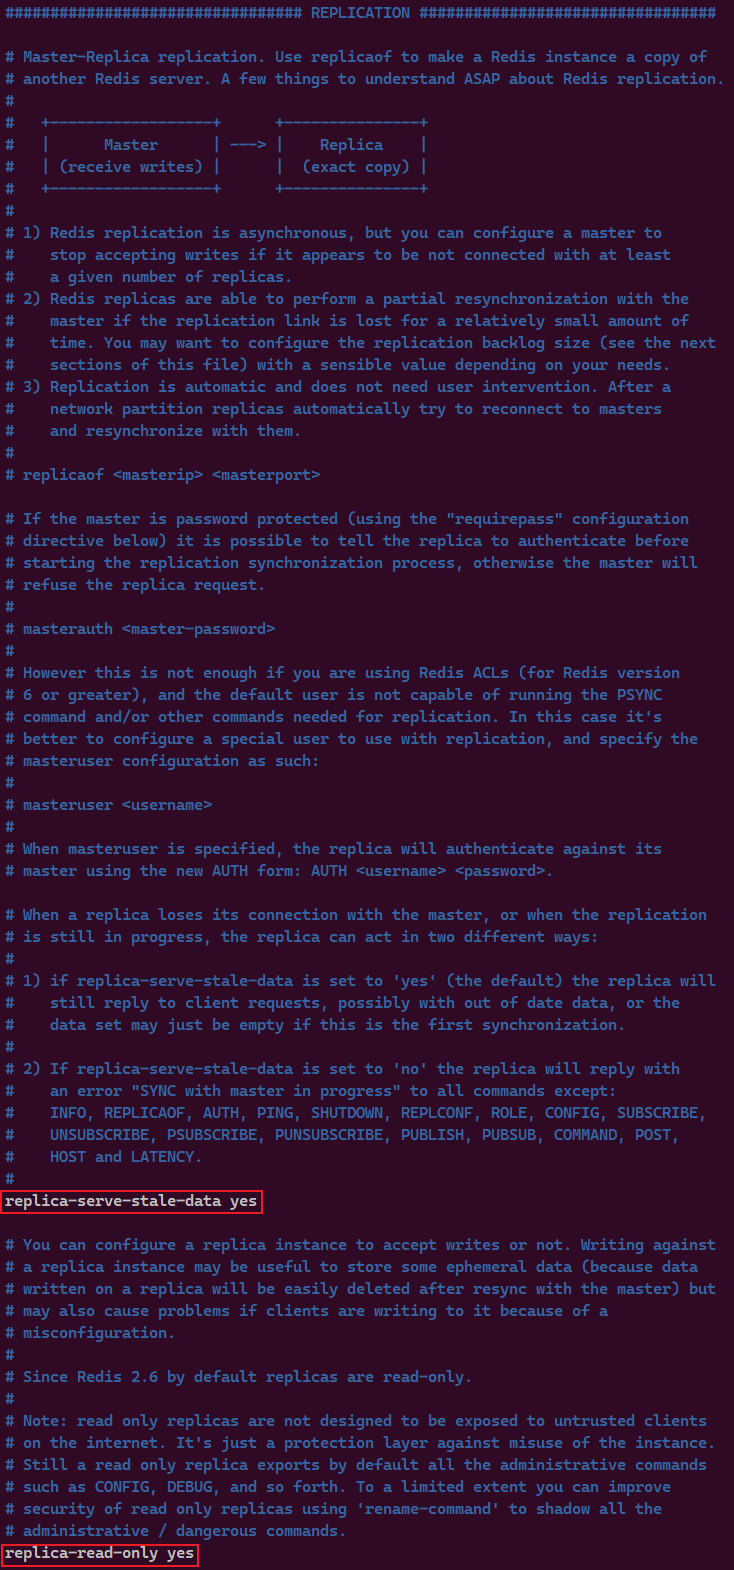 ################################# REPLICATION #################################

# Master-Replica replication. Use replicaof to make a Redis instance a copy of
# another Redis server. A few things to understand ASAP about Redis replication.
#
#   +------------------+      +---------------+
#   |      Master      | ---> |    Replica    |
#   | (receive writes) |      |  (exact copy) |
#   +------------------+      +---------------+
#
# 1) Redis replication is asynchronous, but you can configure a master to
#    stop accepting writes if it appears to be not connected with at least
#    a given number of replicas.
# 2) Redis replicas are able to perform a partial resynchronization with the
#    master if the replication link is lost for a relatively small amount of
#    time. You may want to configure the replication backlog size (see the next
#    sections of this file) with a sensible value depending on your needs.
# 3) Replication is automatic and does not need user intervention. After a
#    network partition replicas automatically try to reconnect to masters
#    and resynchronize with them.
#
# replicaof <masterip> <masterport>

# If the master is password protected (using the "requirepass" configuration
# directive below) it is possible to tell the replica to authenticate before
# starting the replication synchronization process, otherwise the master will
# refuse the replica request.
#
# masterauth <master-password>
#
# However this is not enough if you are using Redis ACLs (for Redis version
# 6 or greater), and the default user is not capable of running the PSYNC
# command and/or other commands needed for replication. In this case it's
# better to configure a special user to use with replication, and specify the
# masteruser configuration as such:
#
# masteruser <username>
#
# When masteruser is specified, the replica will authenticate against its
# master using the new AUTH form: AUTH <username> <password>.

# When a replica loses its connection with the master, or when the replication
# is still in progress, the replica can act in two different ways:
#
# 1) if replica-serve-stale-data is set to 'yes' (the default) the replica will
#    still reply to client requests, possibly with out of date data, or the
#    data set may just be empty if this is the first synchronization.
#
# 2) If replica-serve-stale-data is set to 'no' the replica will reply with
#    an error "SYNC with master in progress" to all commands except:
#    INFO, REPLICAOF, AUTH, PING, SHUTDOWN, REPLCONF, ROLE, CONFIG, SUBSCRIBE,
#    UNSUBSCRIBE, PSUBSCRIBE, PUNSUBSCRIBE, PUBLISH, PUBSUB, COMMAND, POST,
#    HOST and LATENCY.
#
replica-serve-stale-data yes

# You can configure a replica instance to accept writes or not. Writing against
# a replica instance may be useful to store some ephemeral data (because data
# written on a replica will be easily deleted after resync with the master) but
# may also cause problems if clients are writing to it because of a
# misconfiguration.
#
# Since Redis 2.6 by default replicas are read-only.
#
# Note: read only replicas are not designed to be exposed to untrusted clients
# on the internet. It's just a protection layer against misuse of the instance.
# Still a read only replica exports by default all the administrative commands
# such as CONFIG, DEBUG, and so forth. To a limited extent you can improve
# security of read only replicas using 'rename-command' to shadow all the
# administrative / dangerous commands.
replica-read-only yes